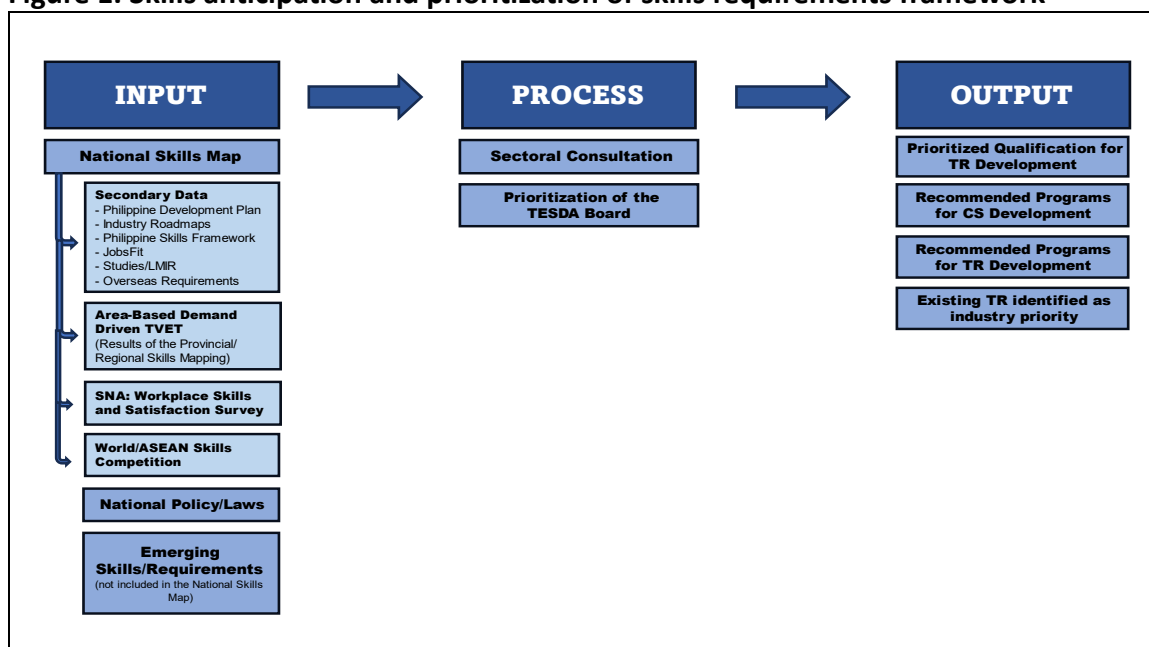 Figure 1. Skills anticipation and prioritization of skills requirements framework
INPUT
National Skills Map
Secondary Data
- Philippine Development Plan
- Industry Roadmaps
- Philippine Skills Framework
- JobsFit
- Studies/LMIR
- Overseas Requirements
Area-Based Demand
Driven TVET
(Results of the Provincial/
Regional Skills Mapping)
SNA: Workplace Skills
and Satisfaction Survey
World/ASEAN Skills
Competition
National Policy/Laws
Emerging
Skills/Requirements
(not included in the National Skills
Map)
PROCESS
Sectoral Consultation
Prioritization of the
TESDA Board
OUTPUT
Prioritized Qualification for
TR Development
Recommended Programs
for CS Development
Recommended Programs
for TR Development
Existing TR identified as
industry priority